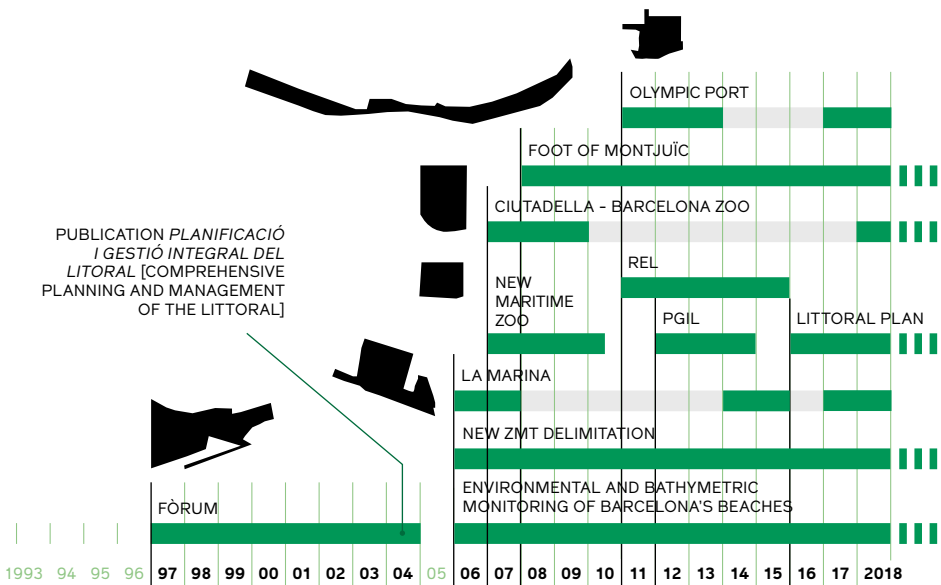 OLYMPIC PORT
FOOT OF MONTJUÏC
CIUTADELLA - BARCELONA ZOO
PUBLICATION PLANIFICACIÓ
I GESTIÓ INTEGRAL DEL
LITORAL [COMPREHENSIVE
PLANNING AND MANAGEMENT
OF THE LITTORAL]
REL
NEW
MARITIME
ZOO
PGIL
LITTORAL PLAN
LA MARINA
NEW ZMT DELIMITATION
ENVIRONMENTAL AND BATHYMETRIC
MONITORING OF BARCELONA'S BEACHES
FÒRUM
1993 94 95 96 97 98 99 00 01 02 03 04 05 06 07 08 09 10 11 12 13 14 15 16 17 2018